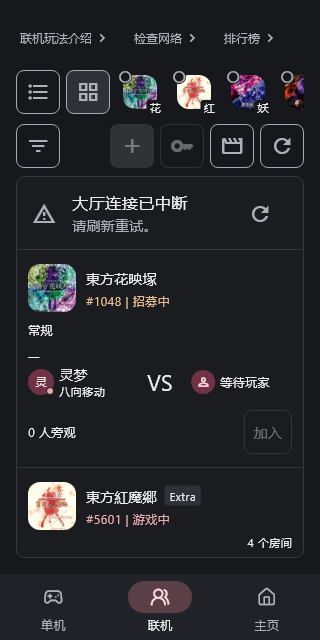 联机玩法介绍
检查网络
排行榜
花
红
妖
大厅连接已中断
请刷新重试。
東方花映塚
#1048 | 招募中
常规
—
灵
灵梦
八向移动
VS
等待玩家
0 人旁观
加入
東方紅魔郷
Extra
#5601 | 游戏中
4 个房间
单机
联机
主页